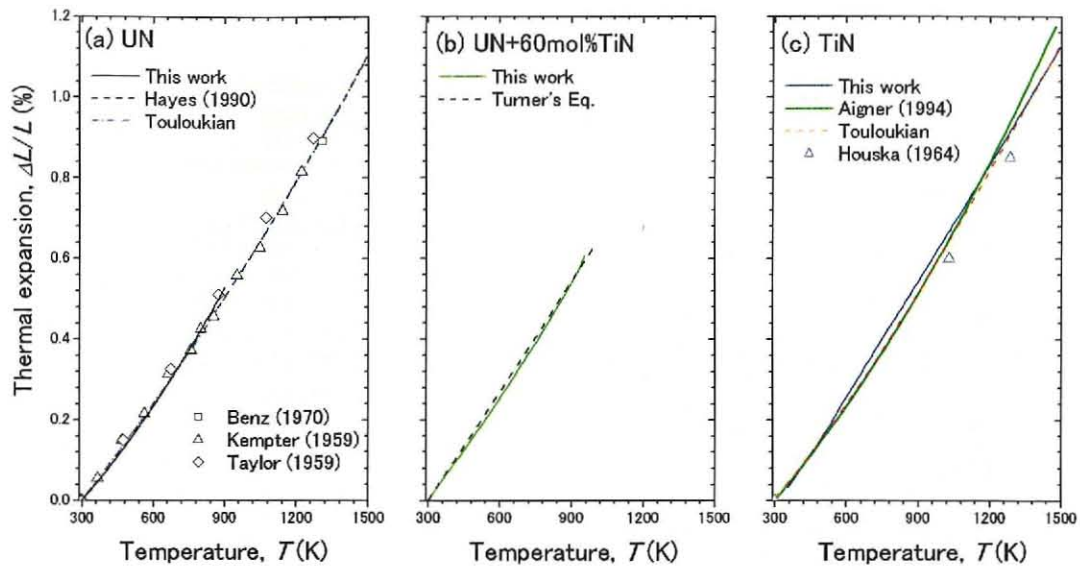 Thermal expansion, ΔL/L (%)
1.2
1.0
0.8
0.6
0.4
0.2
0.0
(a) UN
This work
Hayes (1990)
Touloukian
Benz (1970)
Kempter (1959)
Taylor (1959)
300 600 900 1200 1500
Temperature, T(K)
(b) UN+60mol%TiN
This work
Turner's Eq.
300 600 900 1200 1500
Temperature, T(K)
(c) TiN
This work
Aigner (1994)
Touloukian
Houska (1964)
300 600 900 1200 1500
Temperature, T(K)